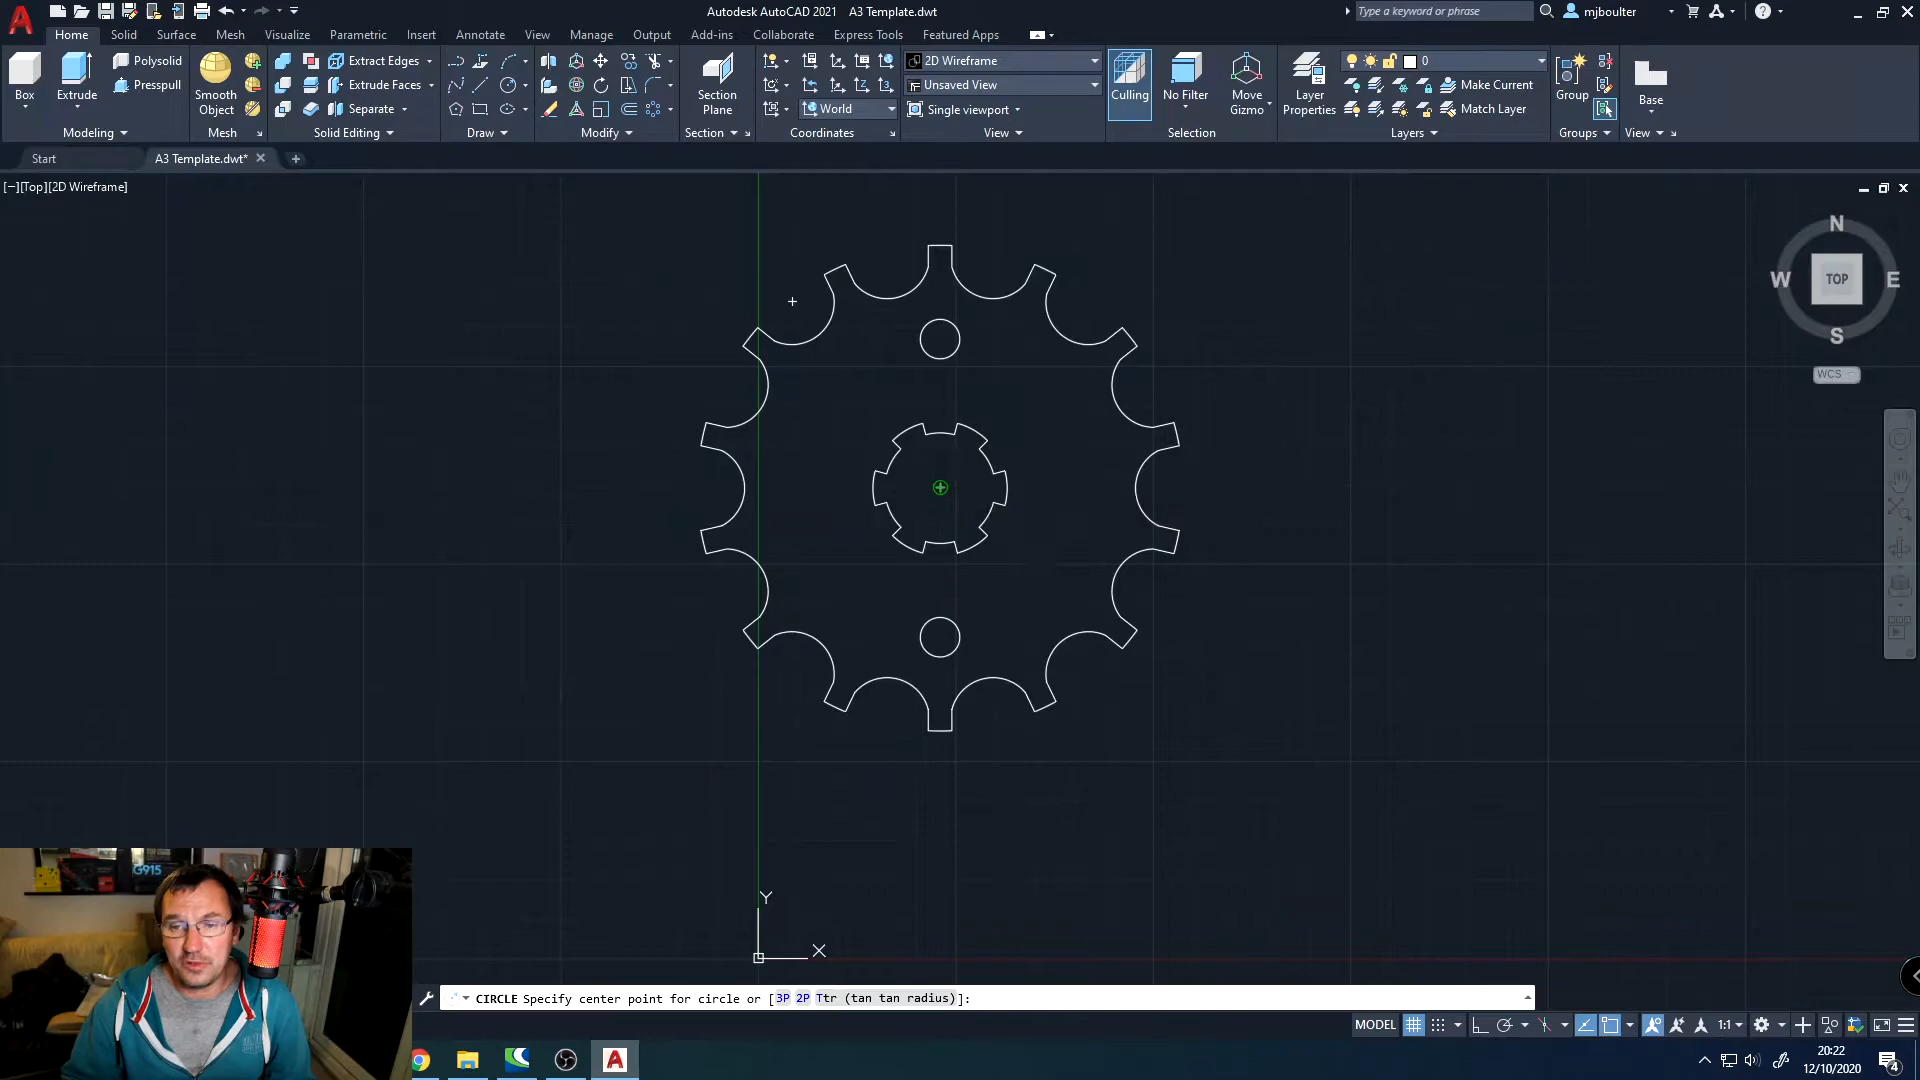 Autodesk AutoCAD 2021 A3 Template.dwt
Type a keyword or phrase
mjboulter
Home Solid Surface Mesh Visualize Parametric Insert Annotate View Manage Output Add-ins Collaborate Express Tools Featured Apps
Box
Extrude
Polysolid
Presspull
Modeling
Smooth
Object
Mesh
Extract Edges
Extrude Faces
Separate
Solid Editing
Draw
Modify
Section
Plane
Section
World
Coordinates
2D Wireframe
Unsaved View
Single viewport
View
Culling
No Filter
Move
Gizmo
Selection
Layer
Properties
0
Make Current
Match Layer
Layers
Group
Groups
Base
View
Start
A3 Template.dwt*
[−][Top][2D Wireframe]
N
W TOP E
S
WCS
Y
X
G915
CIRCLE Specify center point for circle or [3P 2P Ttr (tan tan radius)]:
MODEL
1:1
20:22
12/10/2020
4